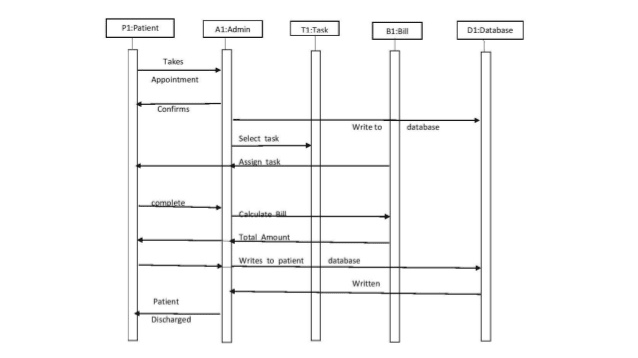 P1:Patient
A1:Admin
T1:Task
B1:Bill
D1:Database
Takes
Appointment
Confirms
Write to database
Select task
Assign task
complete
Calculate Bill
Total Amount
Writes to patient database
Written
Patient
Discharged